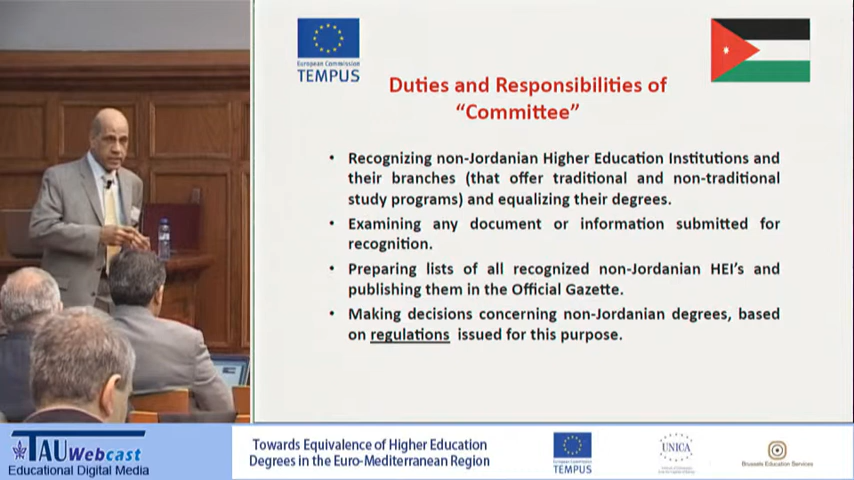 European Commission
TEMPUS
Duties and Responsibilities of
“Committee”
• Recognizing non-Jordanian Higher Education Institutions and
their branches (that offer traditional and non-traditional
study programs) and equalizing their degrees.
• Examining any document or information submitted for
recognition.
• Preparing lists of all recognized non-Jordanian HEI’s and
publishing them in the Official Gazette.
• Making decisions concerning non-Jordanian degrees, based
on regulations issued for this purpose.
TAU Webcast
Educational Digital Media
Towards Equivalence of Higher Education
Degrees in the Euro-Mediterranean Region
European Commission
TEMPUS
UNICA
Brussels Education Services